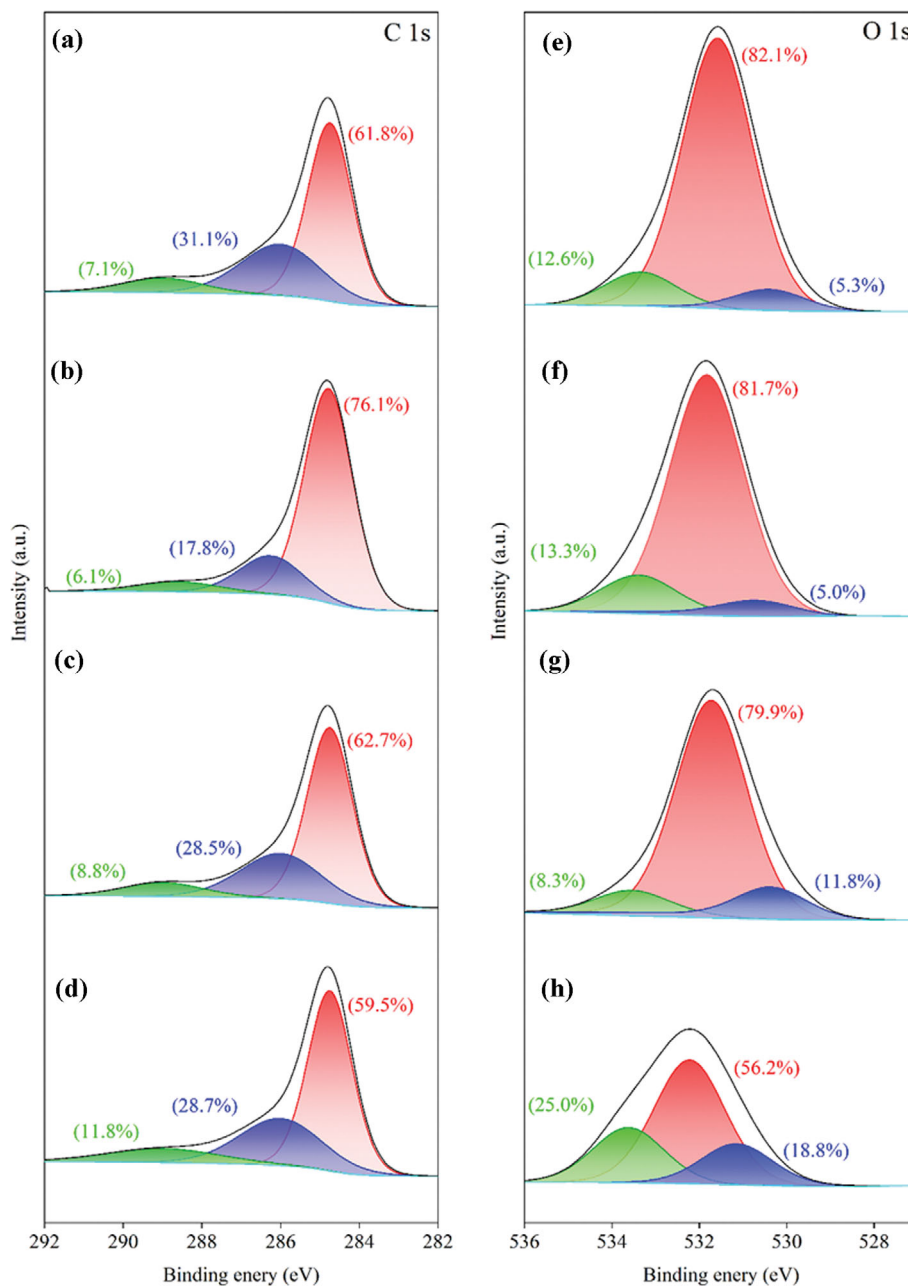 (a)
C 1s
(61.8%)
(31.1%)
(7.1%)
(b)
(76.1%)
(17.8%)
(6.1%)
(c)
(62.7%)
(28.5%)
(8.8%)
(d)
(59.5%)
(28.7%)
(11.8%)
Intensity (a.u.)
292 290 288 286 284 282
Binding enery (eV)
(e)
O 1s
(82.1%)
(12.6%)
(5.3%)
(f)
(81.7%)
(13.3%)
(5.0%)
(g)
(79.9%)
(8.3%)
(11.8%)
(h)
(56.2%)
(25.0%)
(18.8%)
Intensity (a.u.)
536 534 532 530 528
Binding enery (eV)